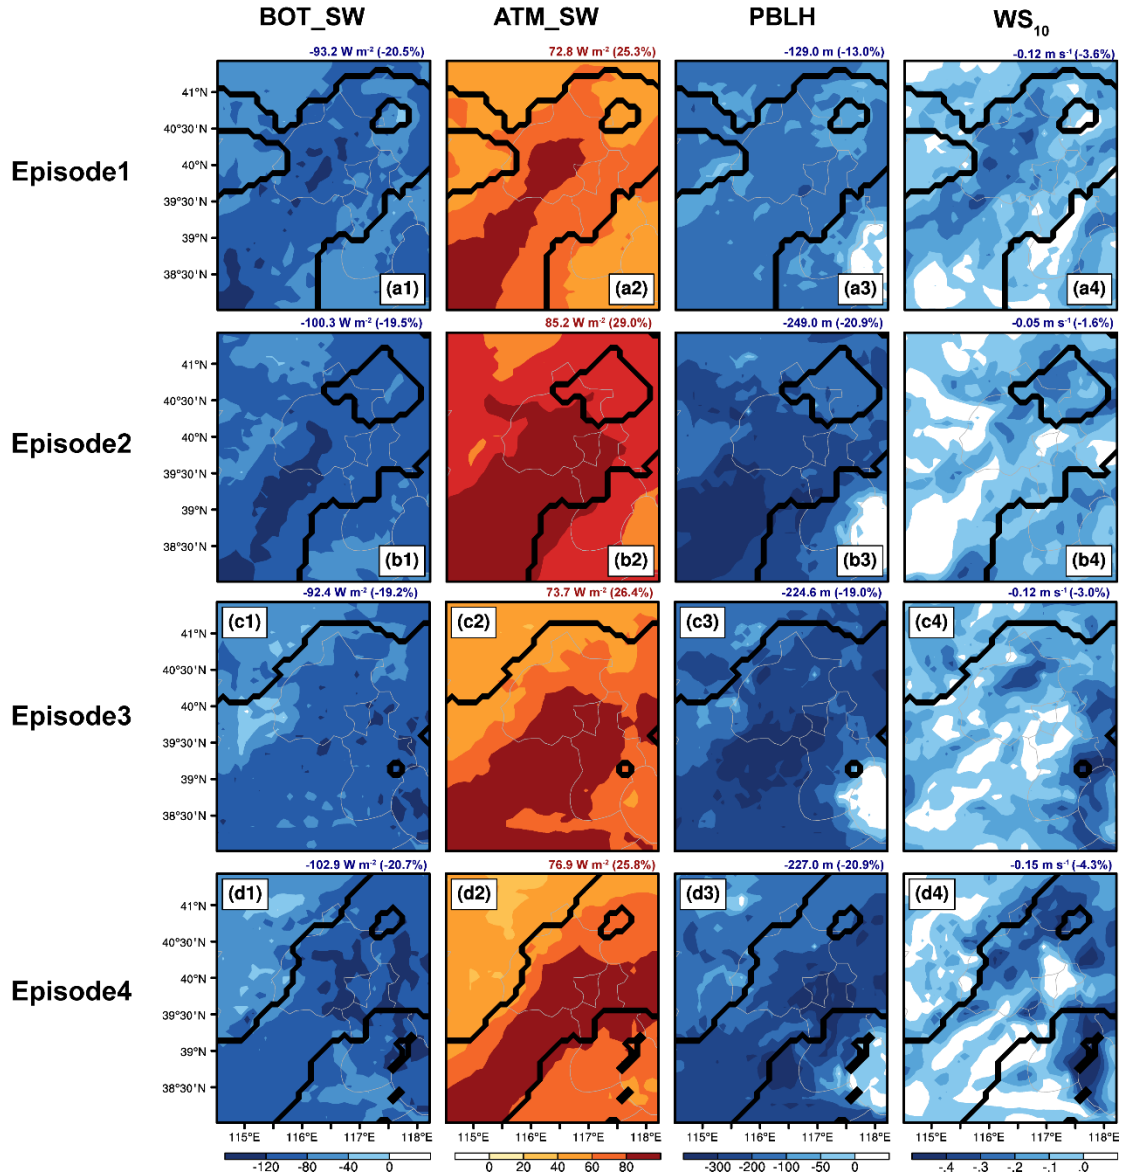 BOT_SW ATM_SW PBLH WS₁₀
-93.2 W m⁻² (-20.5%) 72.8 W m⁻² (25.3%) -129.0 m (-13.0%) -0.12 m s⁻¹ (-3.6%)
Episode1
41°N
40°30'N
40°N
39°30'N
39°N
38°30'N
(a1) (a2) (a3) (a4)
-100.3 W m⁻² (-19.5%) 85.2 W m⁻² (29.0%) -249.0 m (-20.9%) -0.05 m s⁻¹ (-1.6%)
Episode2
41°N
40°30'N
40°N
39°30'N
39°N
38°30'N
(b1) (b2) (b3) (b4)
-92.4 W m⁻² (-19.2%) 73.7 W m⁻² (26.4%) -224.6 m (-19.0%) -0.12 m s⁻¹ (-3.0%)
(c1) (c2) (c3) (c4)
Episode3
41°N
40°30'N
40°N
39°30'N
39°N
38°30'N
-102.9 W m⁻² (-20.7%) 76.9 W m⁻² (25.8%) -227.0 m (-20.9%) -0.15 m s⁻¹ (-4.3%)
(d1) (d2) (d3) (d4)
Episode4
41°N
40°30'N
40°N
39°30'N
39°N
38°30'N
115°E 116°E 117°E 118°E 115°E 116°E 117°E 118°E 115°E 116°E 117°E 118°E 115°E 116°E 117°E 118°E
-120 -80 -40 0 0 20 40 60 80 -300 -200 -100 -50 0 -.4 -.3 -.2 -.1 0